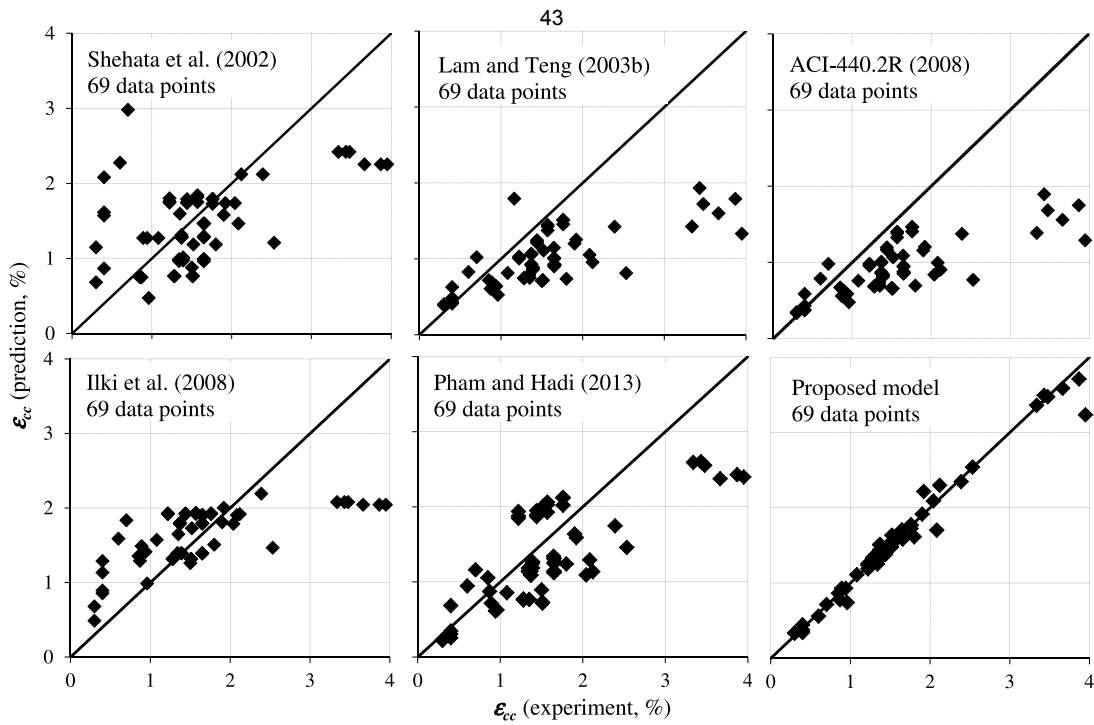 43
Shehata et al. (2002)
69 data points
Lam and Teng (2003b)
69 data points
ACI-440.2R (2008)
69 data points
4
3
2
1
0
Ilki et al. (2008)
69 data points
Pham and Hadi (2013)
69 data points
Proposed model
69 data points
4
3
2
1
0
0 1 2 3 4
0 1 2 3 4
0 1 2 3 4
εcc (prediction, %)
εcc (experiment, %)